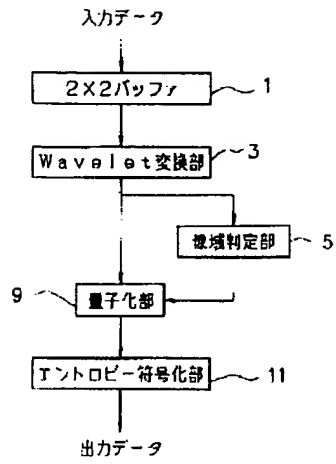 入力データ
2×2バッファ
1
Wavelet変換部
3
像域判定部
5
9
量子化部
エントロピー符号化部
11
出力データ